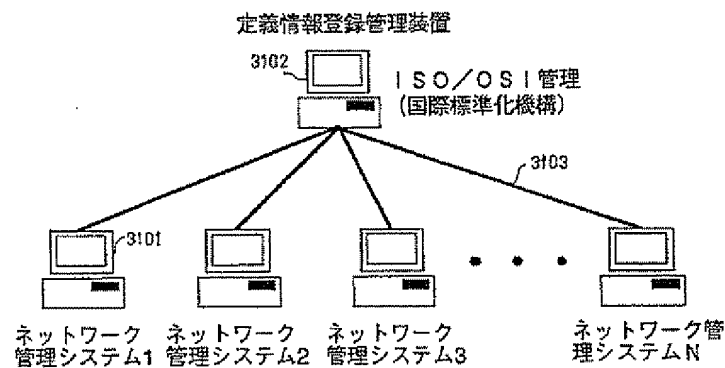 定義情報登録管理装置
3102
ISO/OSI管理
(国際標準化機構)
3103
3101
ネットワーク
管理システム1
ネットワーク
管理システム2
ネットワーク
管理システム3
ネットワーク管
理システムN